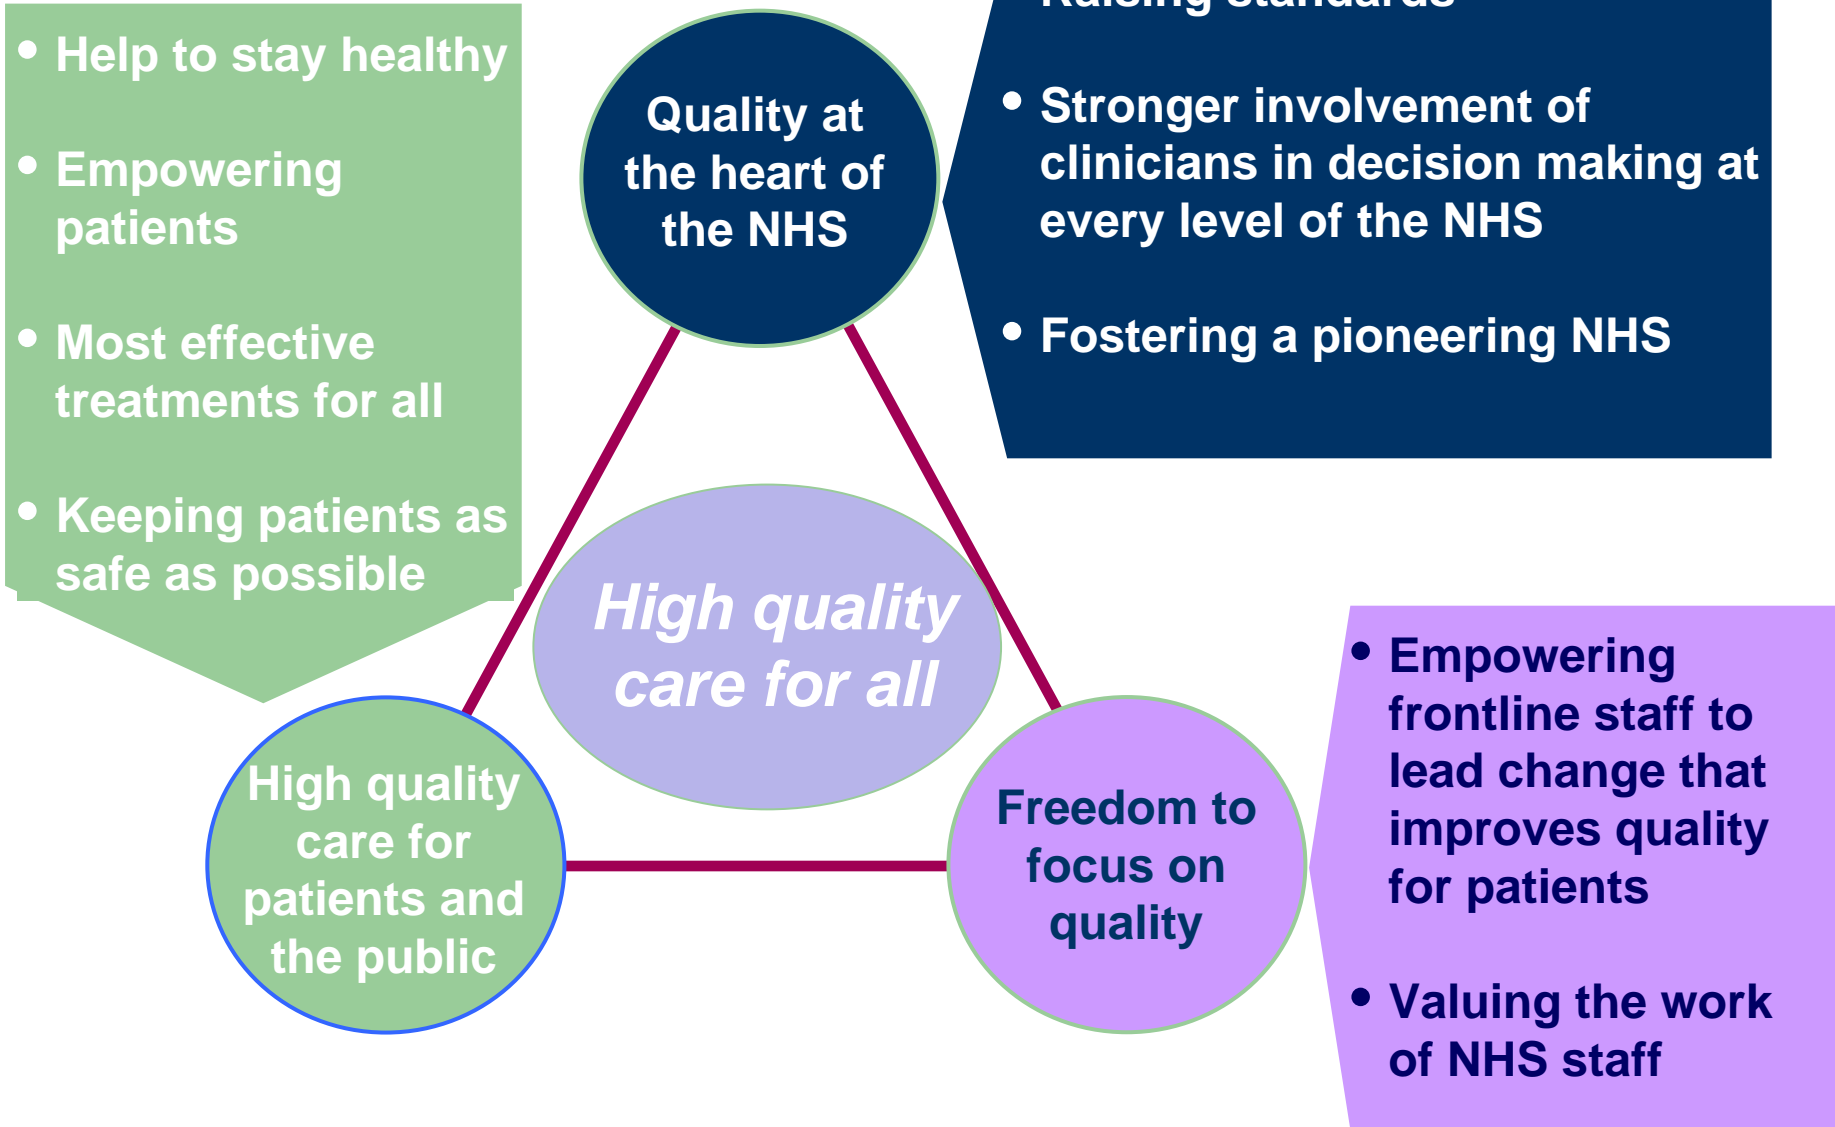 • Help to stay healthy
• Empowering
patients
• Most effective
treatments for all
• Keeping patients as
safe as possible
Quality at
the heart of
the NHS
Raising standards
• Stronger involvement of
clinicians in decision making at
every level of the NHS
• Fostering a pioneering NHS
High quality
care for all
High quality
care for
patients and
the public
Freedom to
focus on
quality
• Empowering
frontline staff to
lead change that
improves quality
for patients
• Valuing the work
of NHS staff